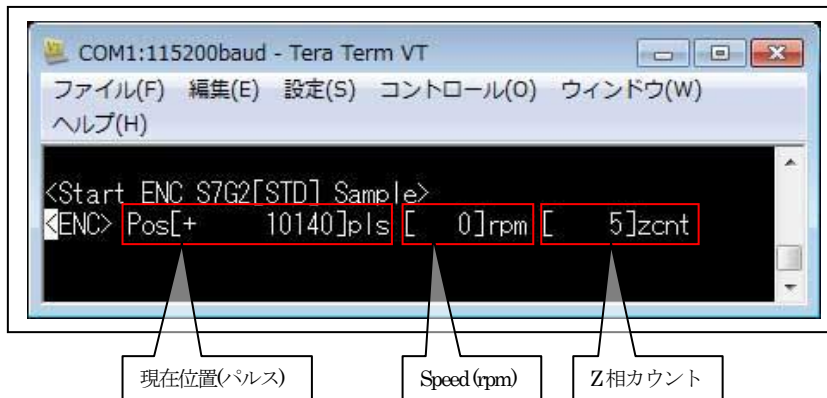 COM1:115200baud - Tera Term VT
ファイル(F) 編集(E) 設定(S) コントロール(O) ウィンドウ(W)
ヘルプ(H)
<Start ENC S7G2[STD] Sample>
<ENC> Pos[+ 10140]pls [ 0]rpm [ 5]zcnt
現在位置(パルス) Speed(rpm) Z相カウント